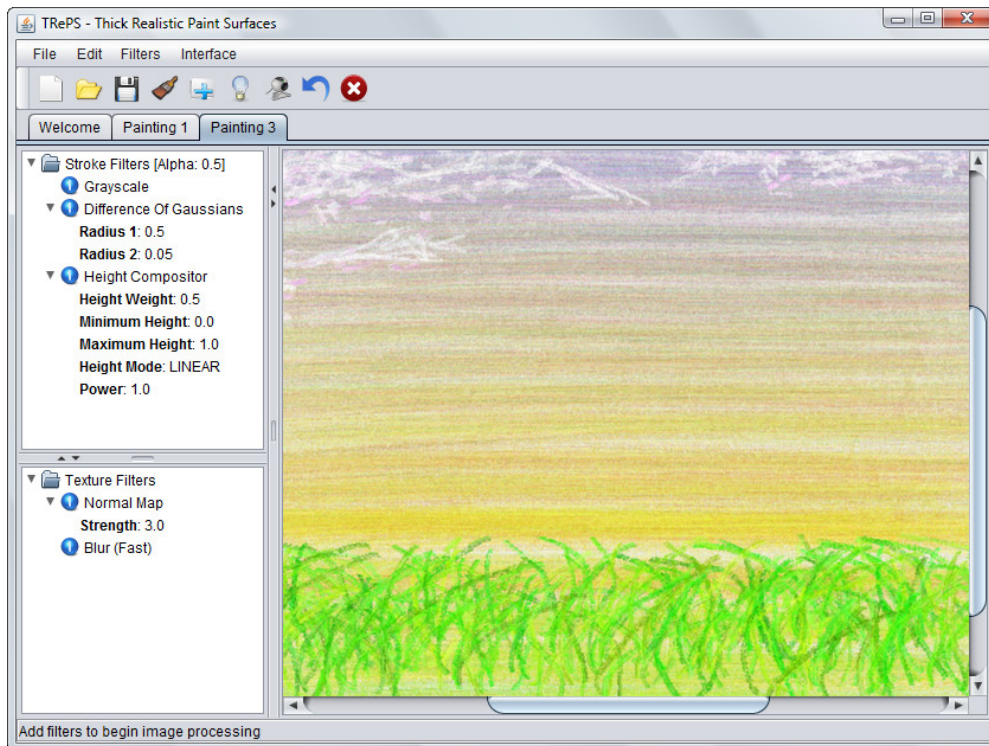 TRePS - Thick Realistic Paint Surfaces
File Edit Filters Interface
Welcome Painting 1 Painting 3
Stroke Filters [Alpha: 0.5]
Grayscale
Difference Of Gaussians
Radius 1: 0.5
Radius 2: 0.05
Height Compositor
Height Weight: 0.5
Minimum Height: 0.0
Maximum Height: 1.0
Height Mode: LINEAR
Power: 1.0
Texture Filters
Normal Map
Strength: 3.0
Blur (Fast)
Add filters to begin image processing